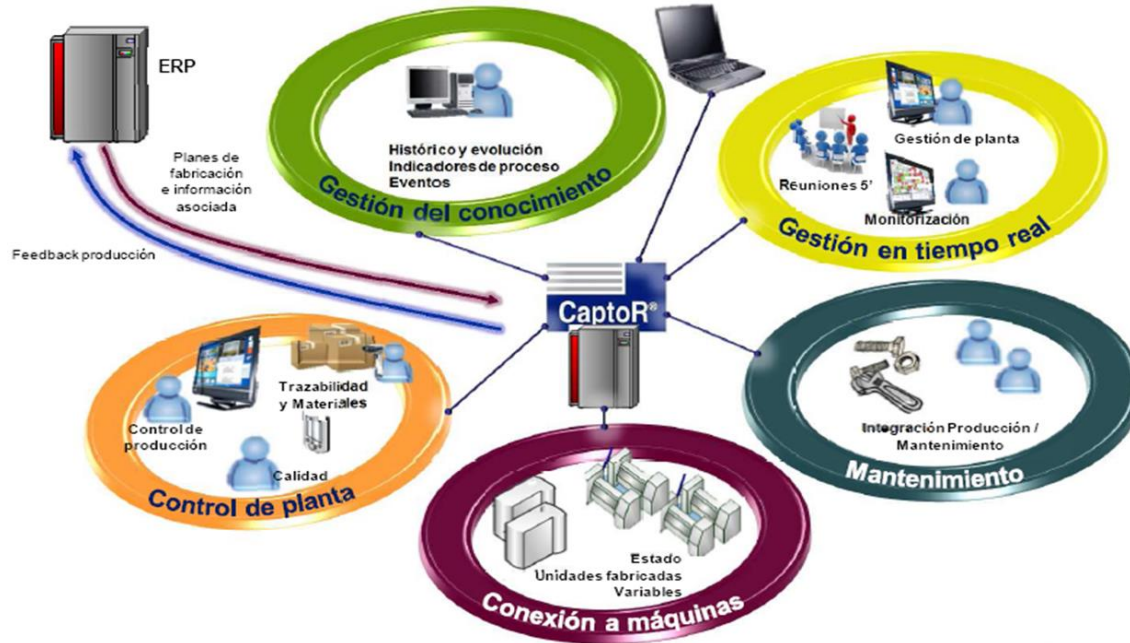 ERP
Planes de
fabricación
e información
asociada
Feedback producción
Histórico y evolución
Indicadores de proceso
Eventos
Gestión del conocimiento
Gestión de planta
Reuniones 5'
Monitorización
Gestión en tiempo real
CaptoR®
Trazabilidad
y Materiales
Control de
producción
Calidad
Control de planta
Integración Producción /
Mantenimiento
Mantenimiento
Estado
Unidades fabricadas
Variables
Conexión a máquinas